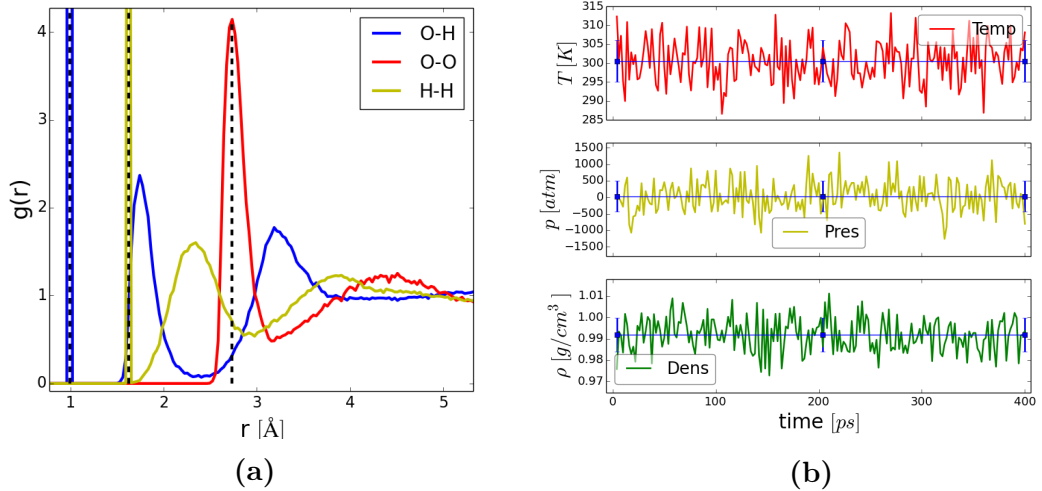 4
3
2
1
0
g(r)
1
2
3
4
5
r [Å]
O-H
O-O
H-H
(a)
315
310
305
300
295
290
285
T [K]
Temp
1500
1000
500
0
−500
−1000
−1500
p [atm]
Pres
1.01
1.00
0.99
0.98
0.97
ρ [g/cm³ ]
Dens
0
100
200
300
400
time [ps]
(b)